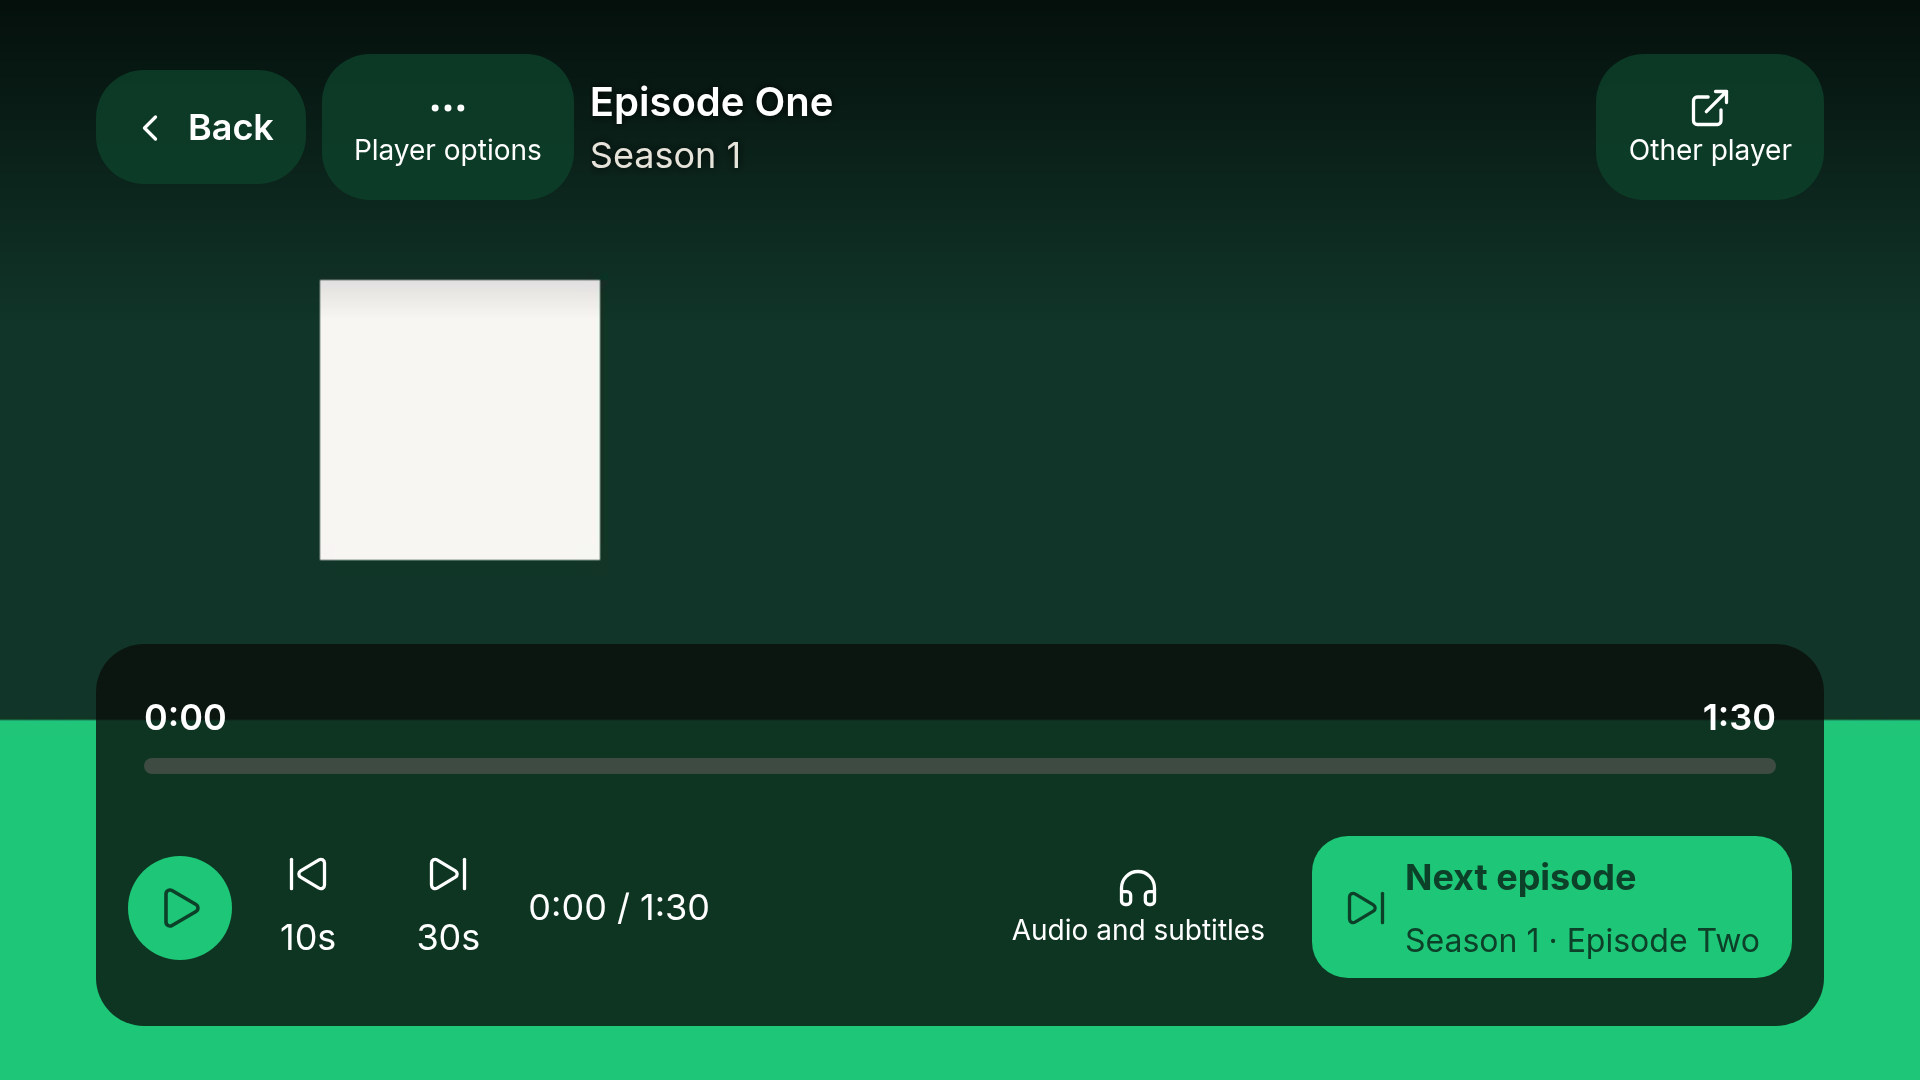 Back
Player options
Episode One
Season 1
Other player
0:00
1:30
10s
30s
0:00 / 1:30
Audio and subtitles
Next episode
Season 1 · Episode Two